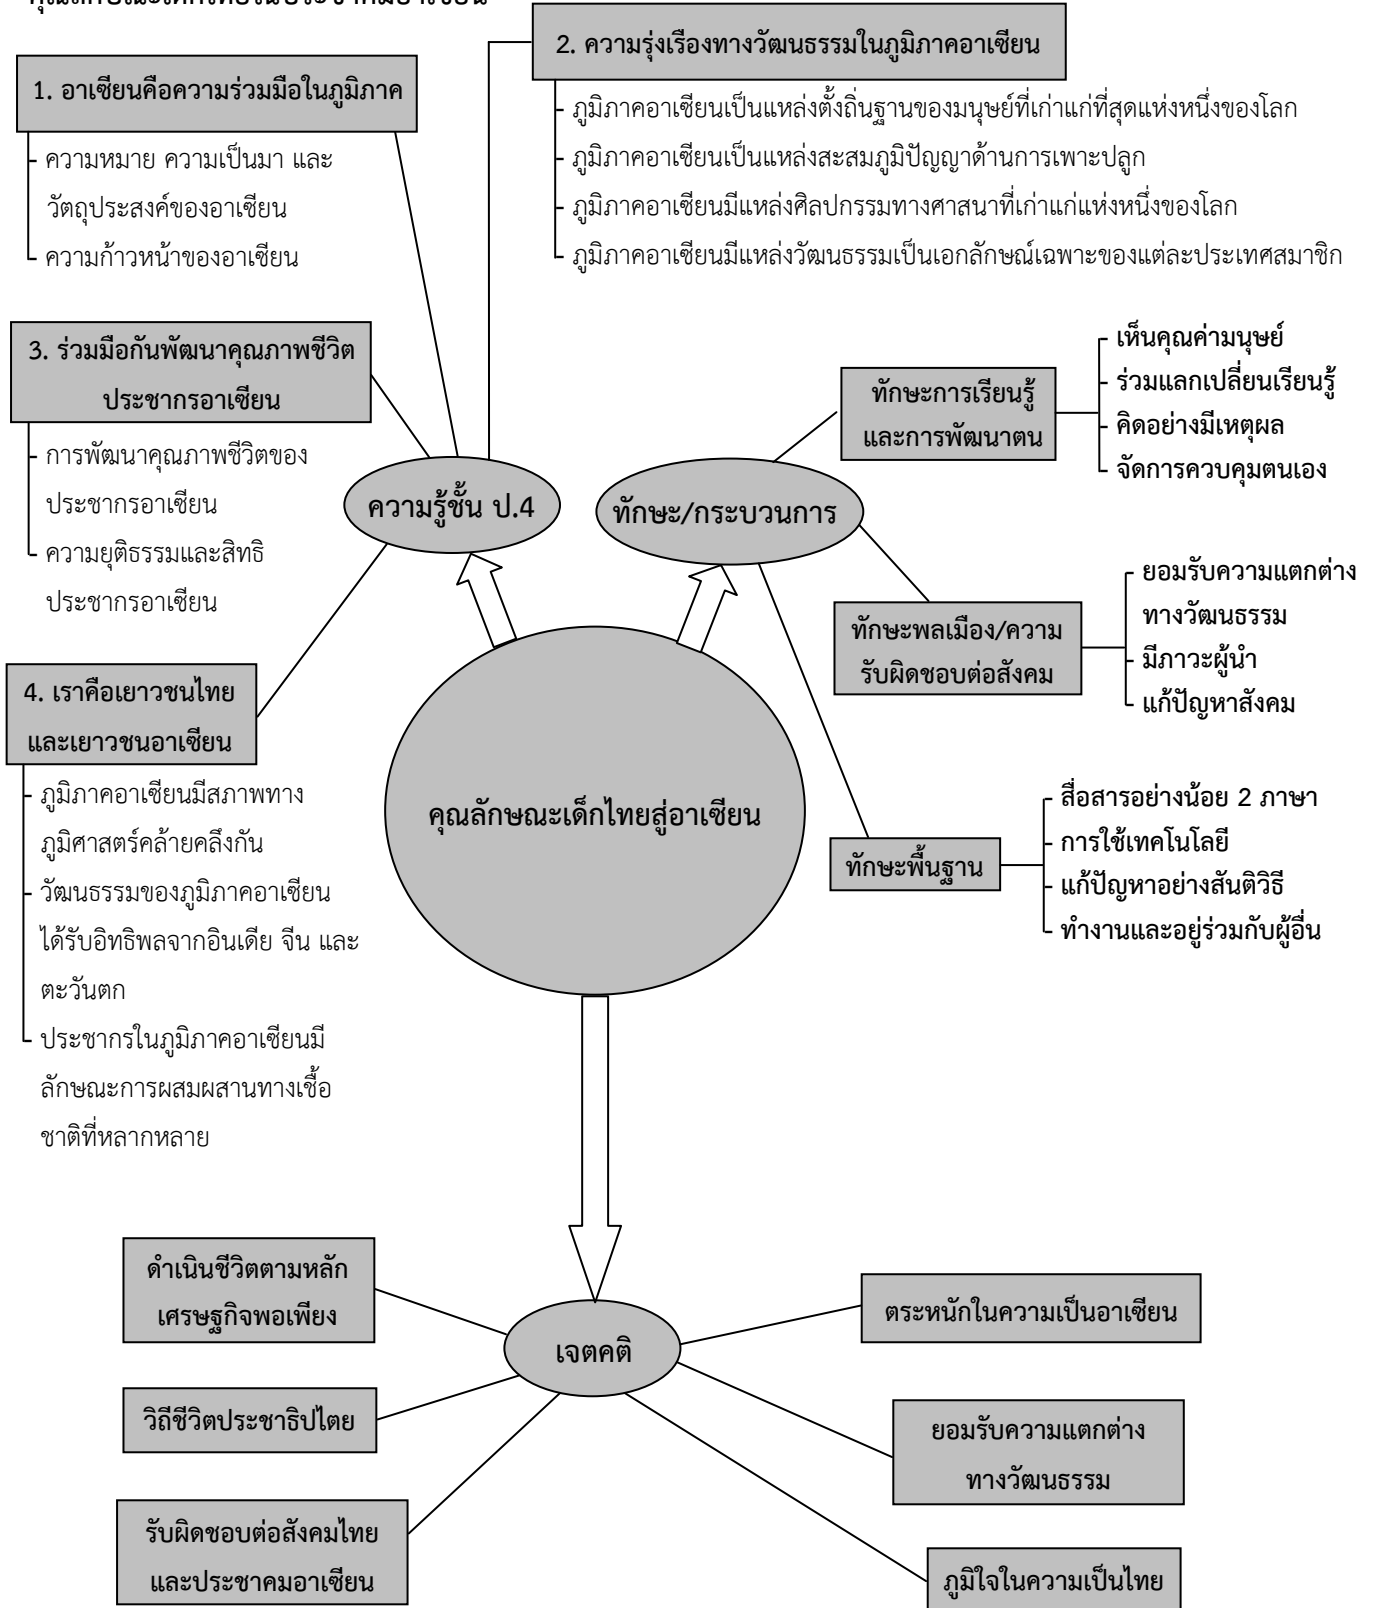 2. ความรุ่งเรืองทางวัฒนธรรมในภูมิภาคอาเซียน
- ภูมิภาคอาเซียนเป็นแหล่งตั้งถิ่นฐานของมนุษย์ที่เก่าแก่ที่สุดแห่งหนึ่งของโลก
- ภูมิภาคอาเซียนเป็นแหล่งสะสมภูมิปัญญาด้านการเพาะปลูก
- ภูมิภาคอาเซียนมีแหล่งศิลปกรรมทางศาสนาที่เก่าแก่แห่งหนึ่งของโลก
- ภูมิภาคอาเซียนมีแหล่งวัฒนธรรมเป็นเอกลักษณ์เฉพาะของแต่ละประเทศสมาชิก
1. อาเซียนคือความร่วมมือในภูมิภาค
- ความหมาย ความเป็นมา และ
วัตถุประสงค์ของอาเซียน
- ความก้าวหน้าของอาเซียน
3. ร่วมมือกันพัฒนาคุณภาพชีวิต
ประชากรอาเซียน
- การพัฒนาคุณภาพชีวิตของ
ประชากรอาเซียน
- ความยุติธรรมและสิทธิ
ประชากรอาเซียน
4. เราคือเยาวชนไทย
และเยาวชนอาเซียน
- ภูมิภาคอาเซียนมีสภาพทาง
ภูมิศาสตร์คล้ายคลึงกัน
- วัฒนธรรมของภูมิภาคอาเซียน
ได้รับอิทธิพลจากอินเดีย จีน และ
ตะวันตก
- ประชากรในภูมิภาคอาเซียนมี
ลักษณะการผสมผสานทางเชื้อ
ชาติที่หลากหลาย
ความรู้ชั้น ป.4
ทักษะ/กระบวนการ
ทักษะการเรียนรู้
และการพัฒนาตน
- เห็นคุณค่ามนุษย์
- ร่วมแลกเปลี่ยนเรียนรู้
- คิดอย่างมีเหตุผล
- จัดการควบคุมตนเอง
ทักษะพลเมือง/ความ
รับผิดชอบต่อสังคม
- ยอมรับความแตกต่าง
ทางวัฒนธรรม
- มีภาวะผู้นำ
- แก้ปัญหาสังคม
ทักษะพื้นฐาน
- สื่อสารอย่างน้อย 2 ภาษา
- การใช้เทคโนโลยี
- แก้ปัญหาอย่างสันติวิธี
- ทำงานและอยู่ร่วมกับผู้อื่น
คุณลักษณะเด็กไทยสู่อาเซียน
เจตคติ
ดำเนินชีวิตตามหลัก
เศรษฐกิจพอเพียง
วิถีชีวิตประชาธิปไตย
รับผิดชอบต่อสังคมไทย
และประชาคมอาเซียน
ตระหนักในความเป็นอาเซียน
ยอมรับความแตกต่าง
ทางวัฒนธรรม
ภูมิใจในความเป็นไทย